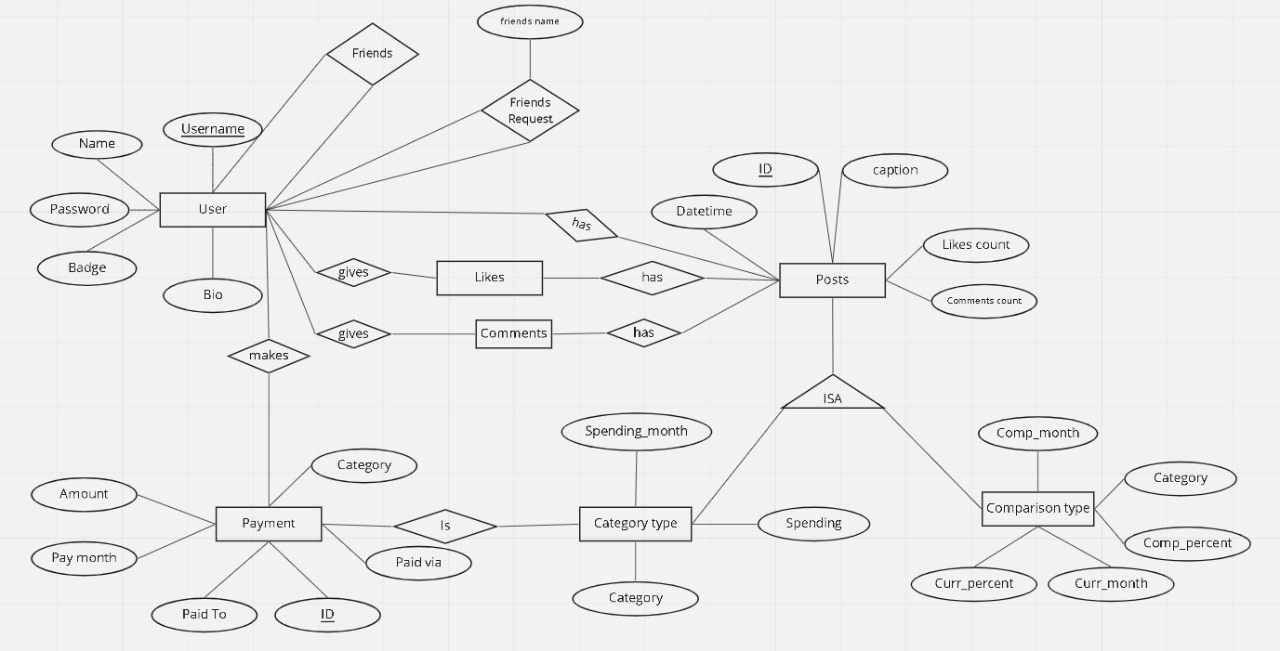 friends name
Friends
Friends
Request
Username
Name
ID
caption
Password
User
Datetime
has
Likes count
Badge
gives
Likes
has
Posts
Bio
Comments count
gives
Comments
has
makes
ISA
Spending_month
Comp_month
Category
Category
Amount
Comparison type
Payment
Is
Category type
Spending
Comp_percent
Pay month
Paid via
Curr_percent
Curr_month
Category
Paid To
ID